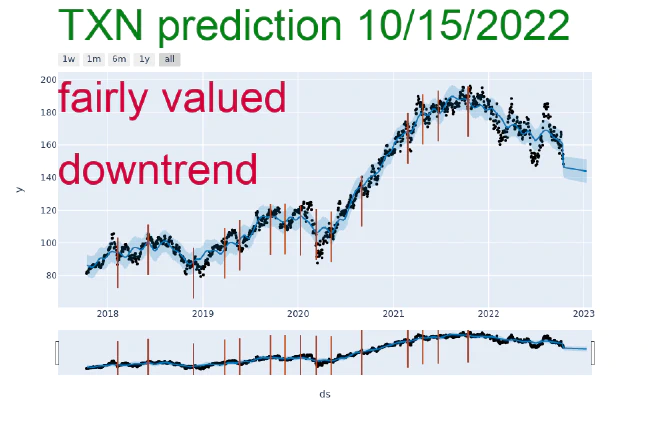 TXN prediction 10/15/2022
1w 1m 6m 1y all
fairly valued
downtrend
200
180
160
140
120
100
80
y
2018 2019 2020 2021 2022 2023
ds